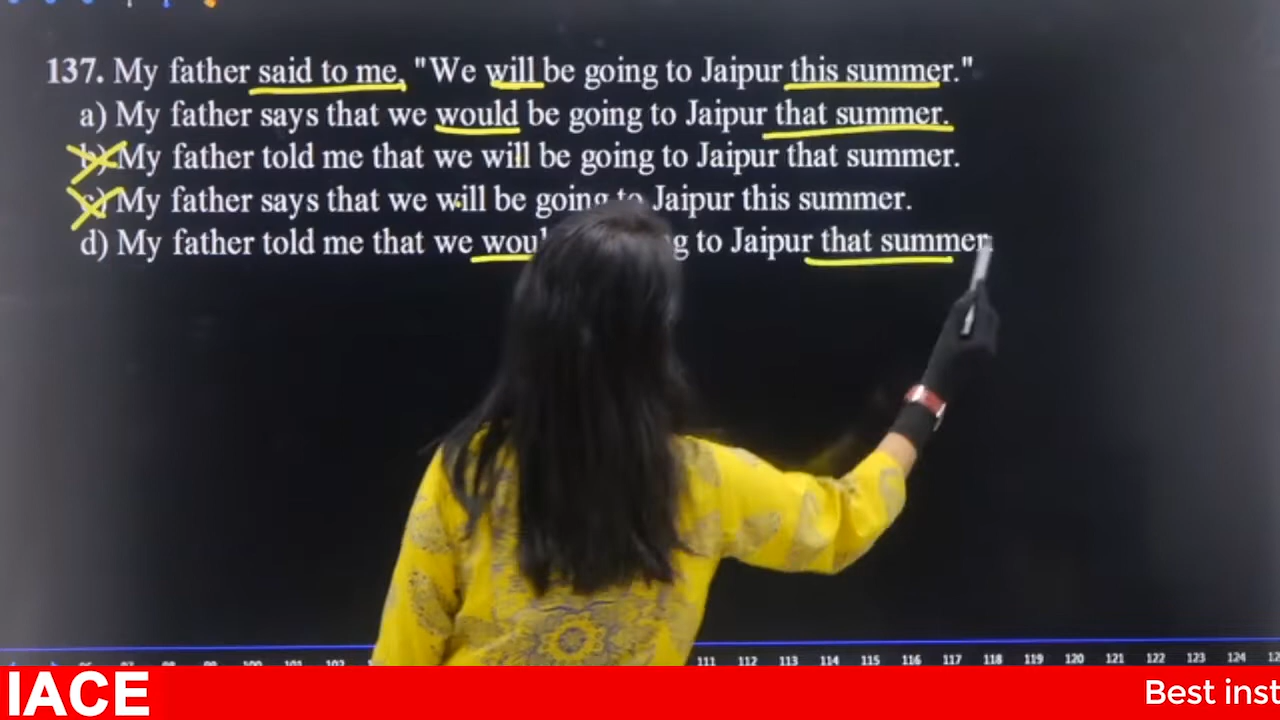 137. My father said to me, "We will be going to Jaipur this summer."
a) My father says that we would be going to Jaipur that summer.
b) My father told me that we will be going to Jaipur that summer.
c) My father says that we will be going to Jaipur this summer.
d) My father told me that we to Jaipur that summer.
100 101 102 111 112 113 114 115 116 117 118 119 120 121 122 123 124
IACE Best inst